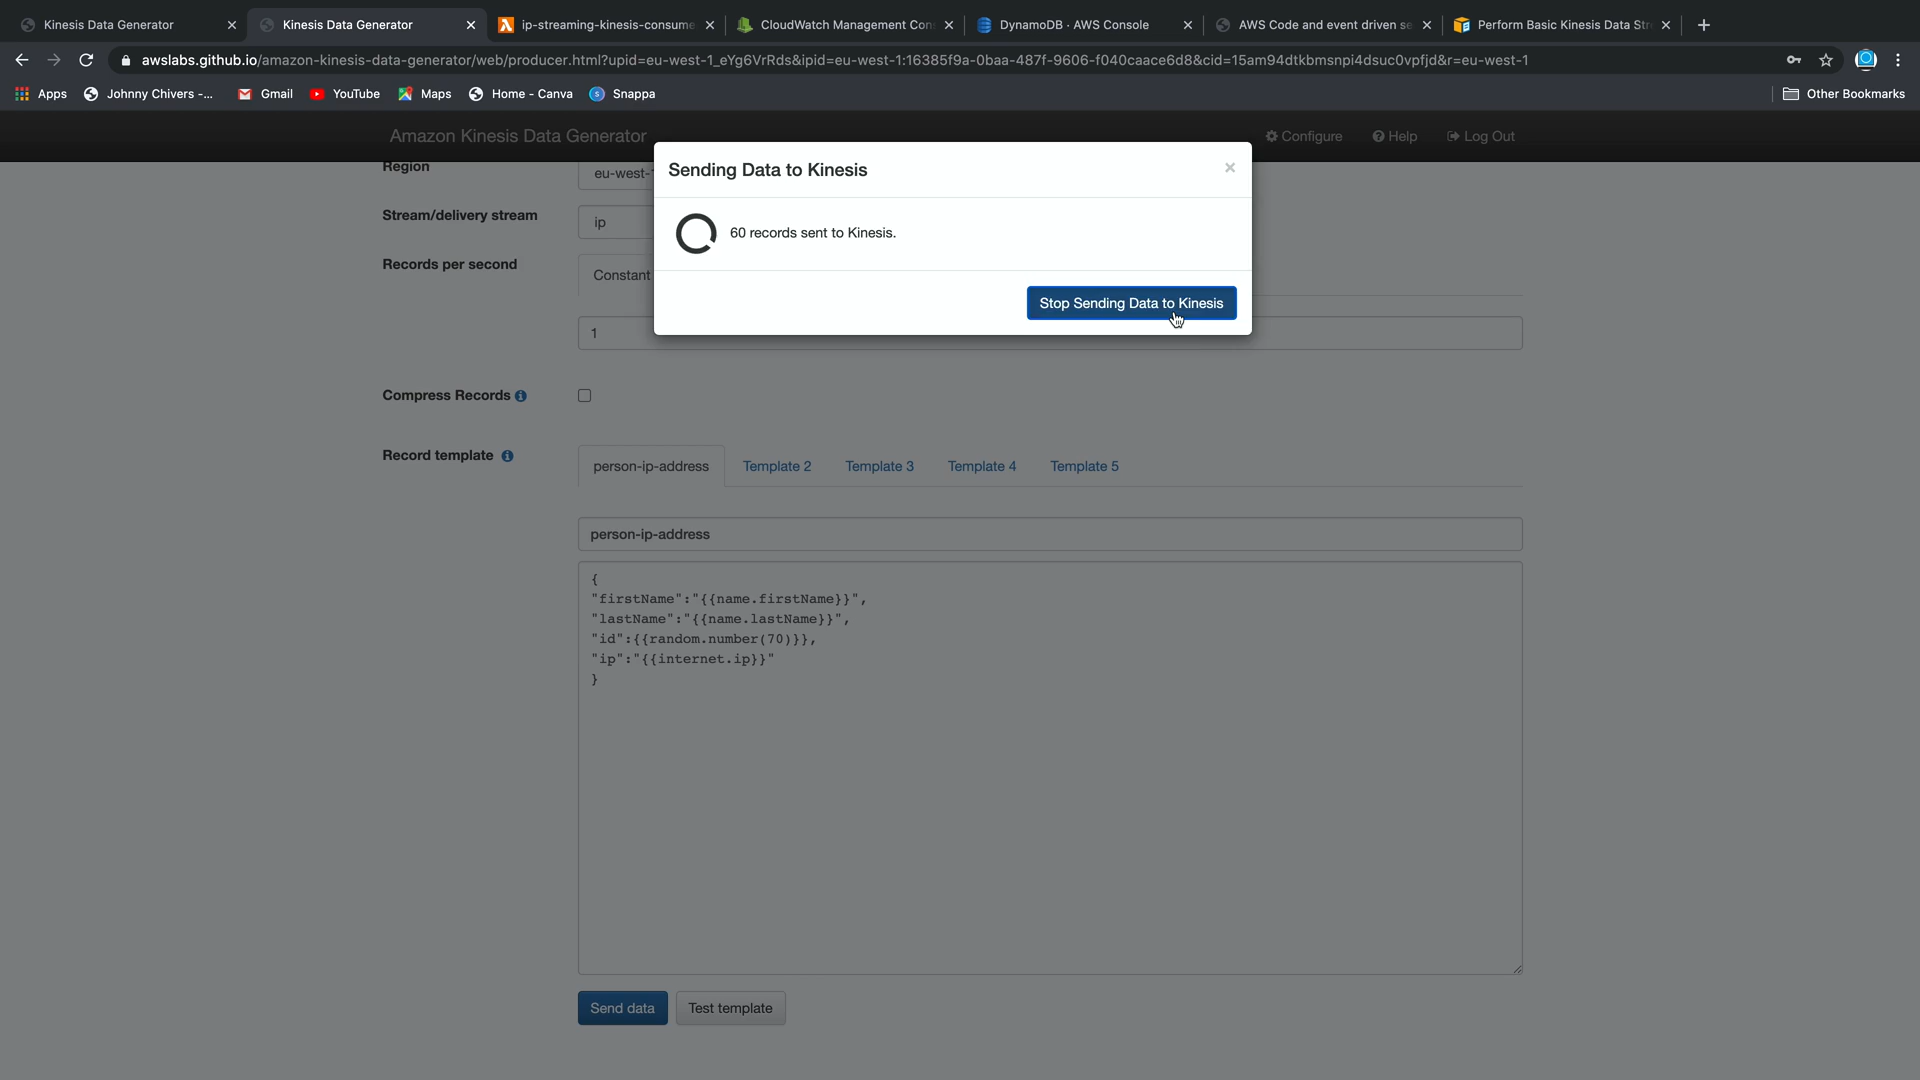 Kinesis Data Generator
Kinesis Data Generator
ip-streaming-kinesis-consume
CloudWatch Management Con
DynamoDB · AWS Console
AWS Code and event driven se
Perform Basic Kinesis Data Str
awslabs.github.io/amazon-kinesis-data-generator/web/producer.html?upid=eu-west-1_eYg6VrRds&ipid=eu-west-1:16385f9a-0baa-487f-9606-f040caace6d8&cid=15am94dtkbmsnpi4dsuc0vpfjd&r=eu-west-1
Apps
Johnny Chivers -...
Gmail
YouTube
Maps
Home - Canva
Snappa
Other Bookmarks
Amazon Kinesis Data Generator
Configure
Help
Log Out
Sending Data to Kinesis
60 records sent to Kinesis.
Stop Sending Data to Kinesis
Region
eu-west-1
Stream/delivery stream
ip
Records per second
Constant
1
Compress Records
Record template
person-ip-address
Template 2
Template 3
Template 4
Template 5
person-ip-address
{
"firstName":"{{name.firstName}}",
"lastName":"{{name.lastName}}",
"id":{{random.number(70)}},
"ip":"{{internet.ip}}"
}
Send data
Test template